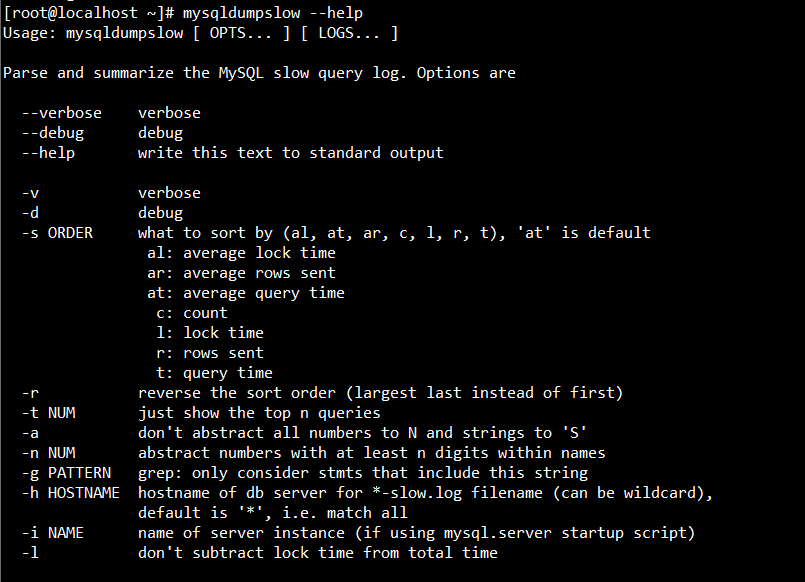 [root@localhost ~]# mysqldumpslow --help
Usage: mysqldumpslow [ OPTS... ] [ LOGS... ]

Parse and summarize the MySQL slow query log. Options are

  --verbose    verbose
  --debug      debug
  --help       write this text to standard output

  -v           verbose
  -d           debug
  -s ORDER     what to sort by (al, at, ar, c, l, r, t), 'at' is default
                al: average lock time
                ar: average rows sent
                at: average query time
                 c: count
                 l: lock time
                 r: rows sent
                 t: query time
  -r           reverse the sort order (largest last instead of first)
  -t NUM       just show the top n queries
  -a           don't abstract all numbers to N and strings to 'S'
  -n NUM       abstract numbers with at least n digits within names
  -g PATTERN   grep: only consider stmts that include this string
  -h HOSTNAME  hostname of db server for *-slow.log filename (can be wildcard),
               default is '*', i.e. match all
  -i NAME      name of server instance (if using mysql.server startup script)
  -l           don't subtract lock time from total time